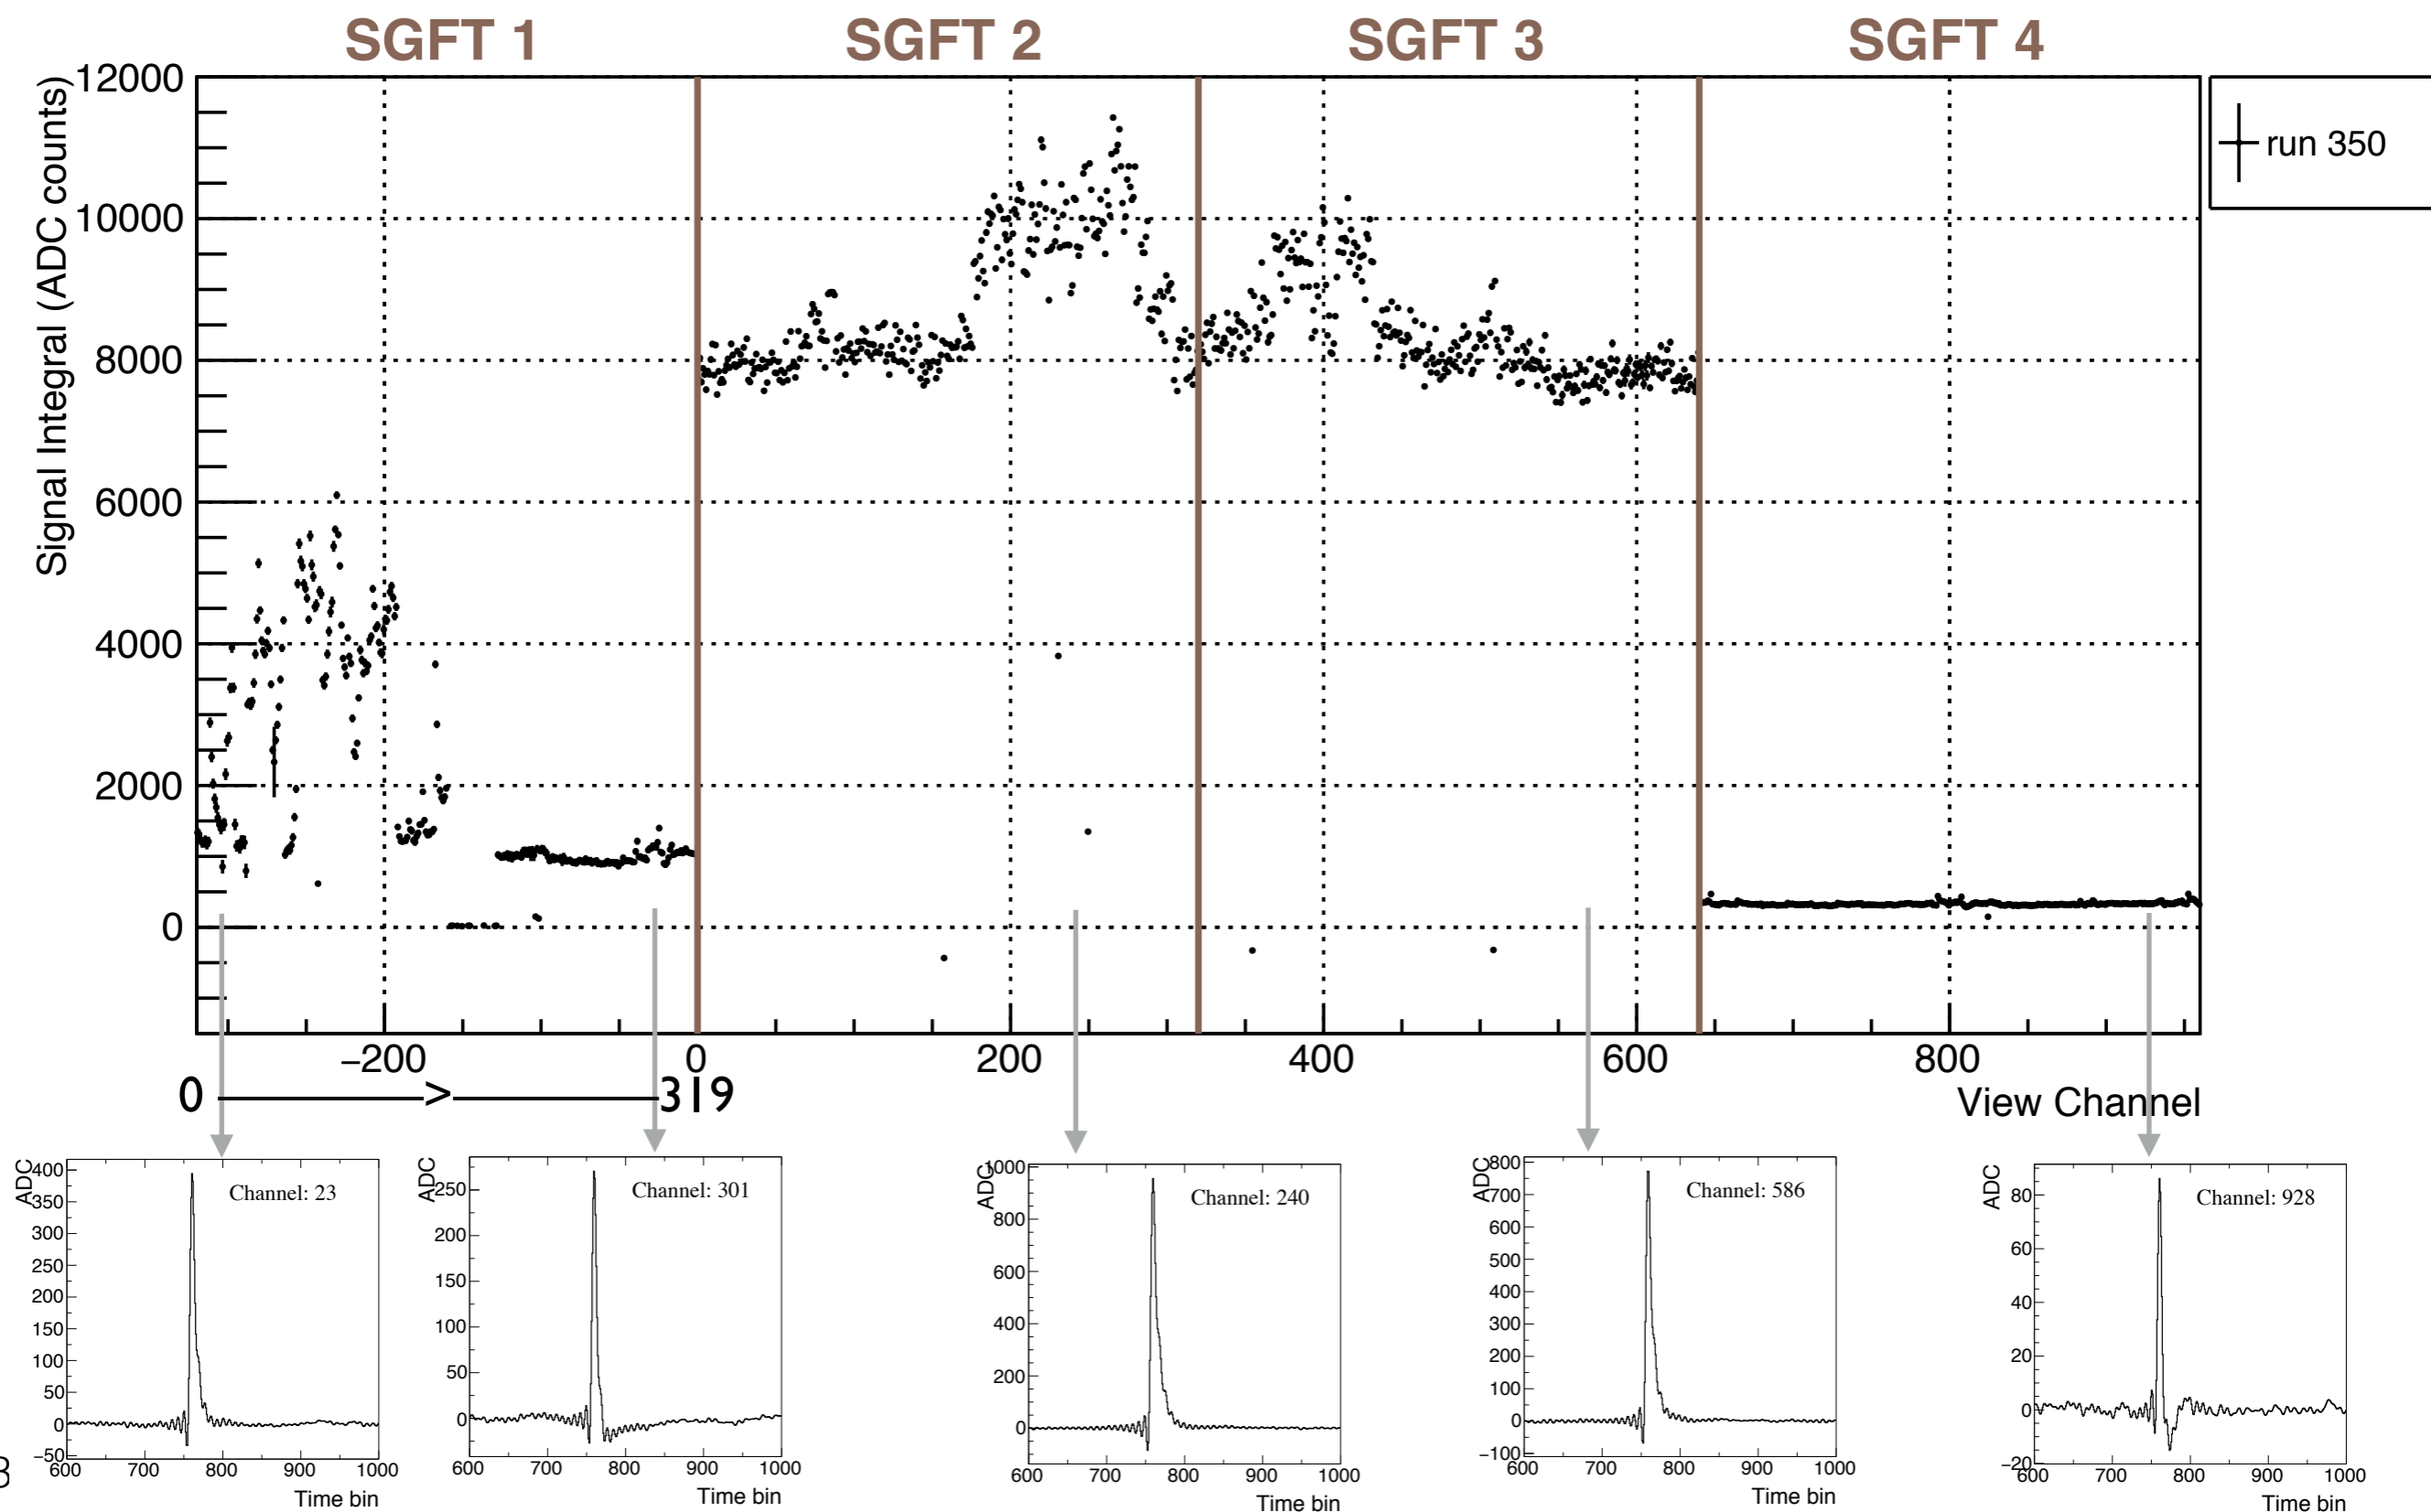 SGFT 1 SGFT 2 SGFT 3 SGFT 4
Signal Integral (ADC counts)
12000
10000
8000
6000
4000
2000
0
run 350
−200 0 200 400 600 800
0 > 319
View Channel
ADC
400
350
300
250
200
150
100
50
0
−50
Channel: 23
600 700 800 900 1000
Time bin
ADC
250
200
150
100
50
0
Channel: 301
600 700 800 900 1000
Time bin
ADC
1000
800
600
400
200
0
Channel: 240
600 700 800 900 1000
Time bin
ADC
800
700
600
500
400
300
200
100
0
−100
Channel: 586
600 700 800 900 1000
Time bin
ADC
80
60
40
20
0
−20
Channel: 928
600 700 800 900 1000
Time bin